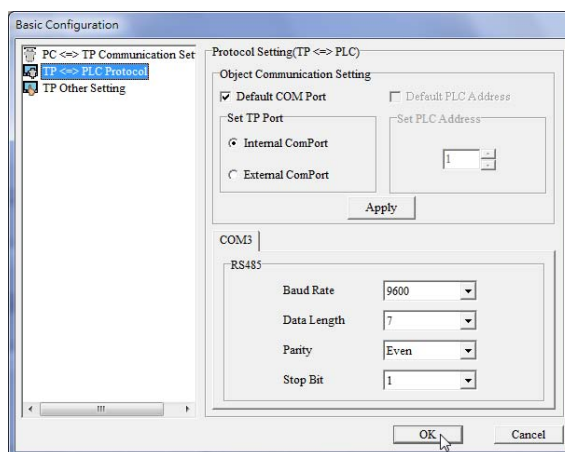 Basic Configuration
PC <=> TP Communication Set
TP <=> PLC Protocol
TP Other Setting
Protocol Setting(TP <=> PLC)
Object Communication Setting
Default COM Port
Default PLC Address
Set TP Port
Internal ComPort
External ComPort
Set PLC Address
1
Apply
COM3
RS485
Baud Rate 9600
Data Length 7
Parity Even
Stop Bit 1
OK Cancel